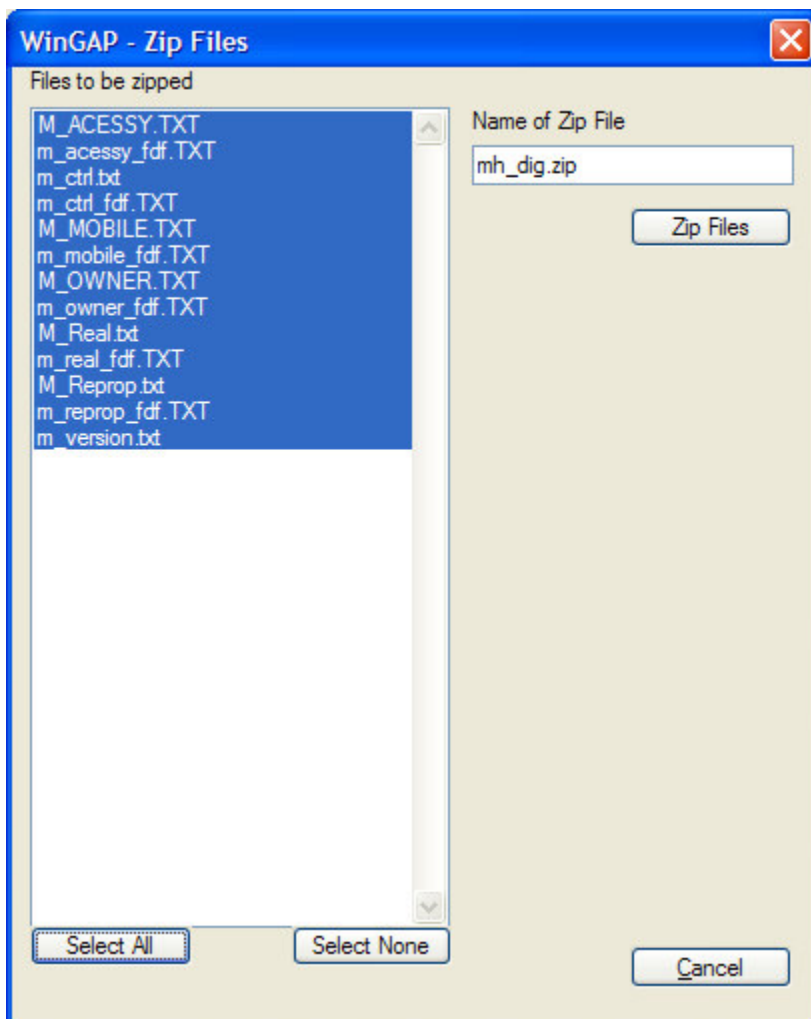 WinGAP - Zip Files
Files to be zipped
M_ACESSY.TXT
m_acessy_fdf.TXT
m_ctrl.txt
m_ctrl_fdf.TXT
M_MOBILE.TXT
m_mobile_fdf.TXT
M_OWNER.TXT
m_owner_fdf.TXT
M_Real.txt
m_real_fdf.TXT
M_Reprop.txt
m_reprop_fdf.TXT
m_version.txt
Name of Zip File
mh_dig.zip
Zip Files
Select All
Select None
Cancel